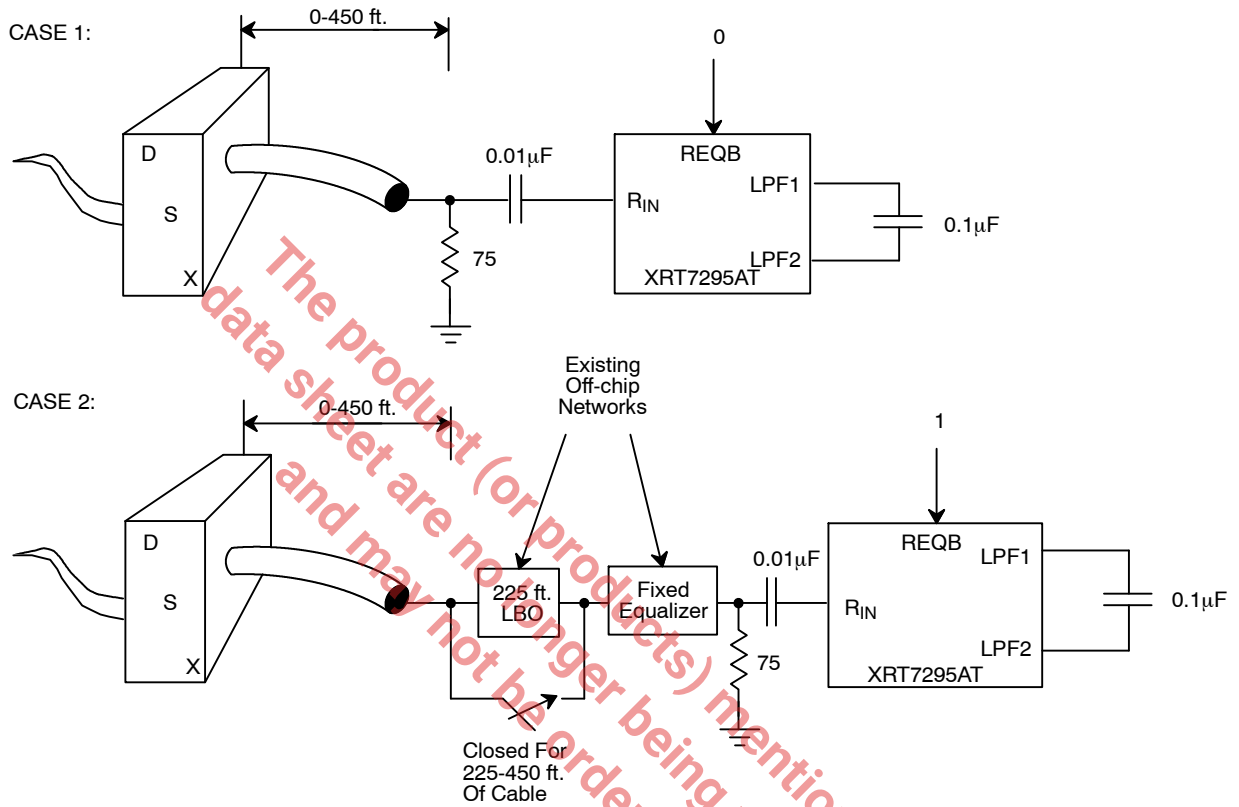 CASE 1:
0-450 ft.
0
D
S
X
0.01μF
75
REQB
R_IN
LPF1
LPF2
XRT7295AT
0.1μF
CASE 2:
0-450 ft.
Existing
Off-chip
Networks
1
D
S
X
225 ft.
LBO
Fixed
Equalizer
0.01μF
75
REQB
R_IN
LPF1
LPF2
XRT7295AT
0.1μF
Closed For
225-450 ft.
Of Cable
The product (or products) mentio
data sheet are no longer being
and may not be order